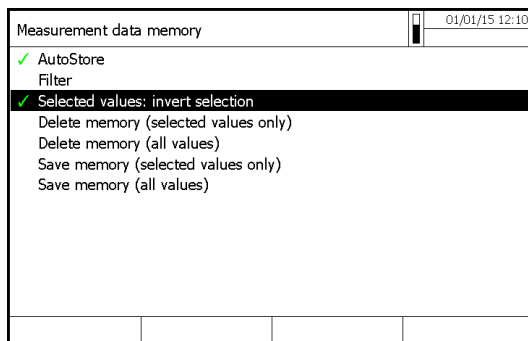 Measurement data memory
01/01/15 12:10
✓ AutoStore
Filter
✓ Selected values: invert selection
Delete memory (selected values only)
Delete memory (all values)
Save memory (selected values only)
Save memory (all values)